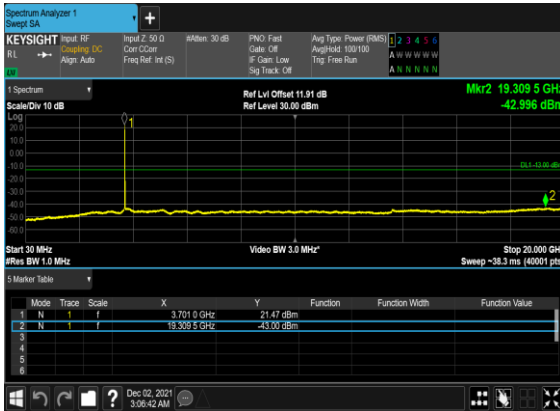 Spectrum Analyzer 1
Swept SA
+
KEYSIGHT Input: RF Input Z: 50 Ω #Atten: 30 dB PNO: Fast Avg Type: Power (RMS) 1 2 3 4 5 6
RL Coupling: DC Corr CCorr Gate: Off Avg|Hold: 100/100 A W W W W W
Align: Auto Freq Ref: Int (S) IF Gain: Low Trig: Free Run A N N N N N
LXI Sig Track: Off
1 Spectrum Ref Lvl Offset 11.91 dB Mkr2 19.309 5 GHz
Scale/Div 10 dB Ref Level 30.00 dBm -42.996 dBm
Log
1
20.0
10.0
0.00
-10.0
DL1 -13.00 dBm
-20.0
-30.0
-40.0
2
-50.0
-60.0
Start 30 MHz Video BW 3.0 MHz* Stop 20.000 GHz
#Res BW 1.0 MHz Sweep ~38.3 ms (40001 pts)
5 Marker Table
Mode Trace Scale X Y Function Function Width Function Value
1 N 1 f 3.701 0 GHz 21.47 dBm
2 N 1 f 19.309 5 GHz -43.00 dBm
3
4
5
6
? Dec 02, 2021
3:06:42 AM